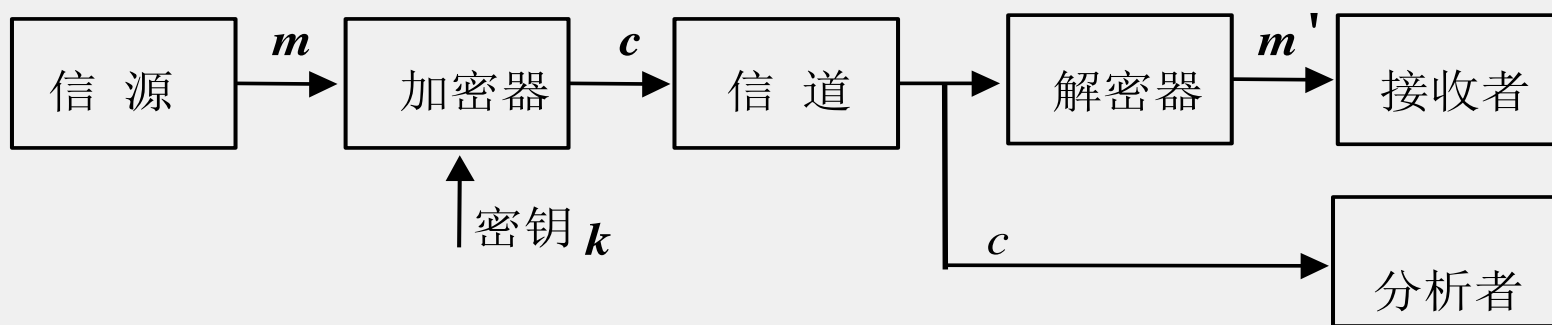 m c m'
信 源 加密器 信 道 解密器 接收者
密钥 k
c
分析者